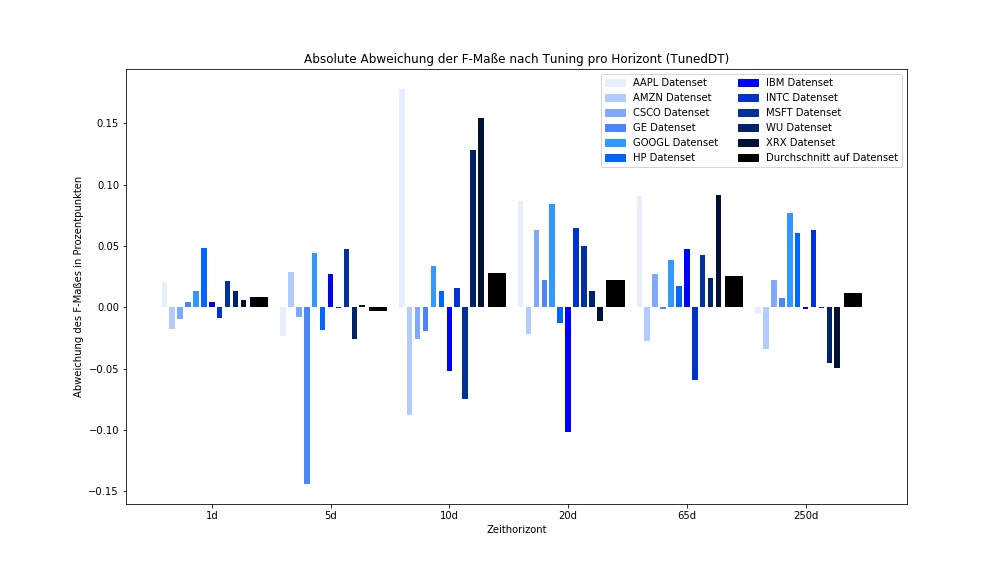 Absolute Abweichung der F-Maße nach Tuning pro Horizont (TunedDT)
AAPL Datenset
AMZN Datenset
CSCO Datenset
GE Datenset
GOOGL Datenset
HP Datenset
IBM Datenset
INTC Datenset
MSFT Datenset
WU Datenset
XRX Datenset
Durchschnitt auf Datenset
Abweichung des F-Maßes in Prozentpunkten
0.15
0.10
0.05
0.00
−0.05
−0.10
−0.15
1d
5d
10d
20d
65d
250d
Zeithorizont